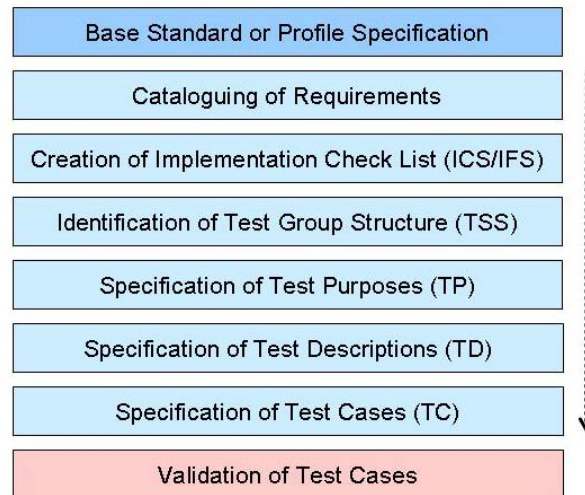 Base Standard or Profile Specification
Cataloguing of Requirements
Creation of Implementation Check List (ICS/IFS)
Identification of Test Group Structure (TSS)
Specification of Test Purposes (TP)
Specification of Test Descriptions (TD)
Specification of Test Cases (TC)
Validation of Test Cases